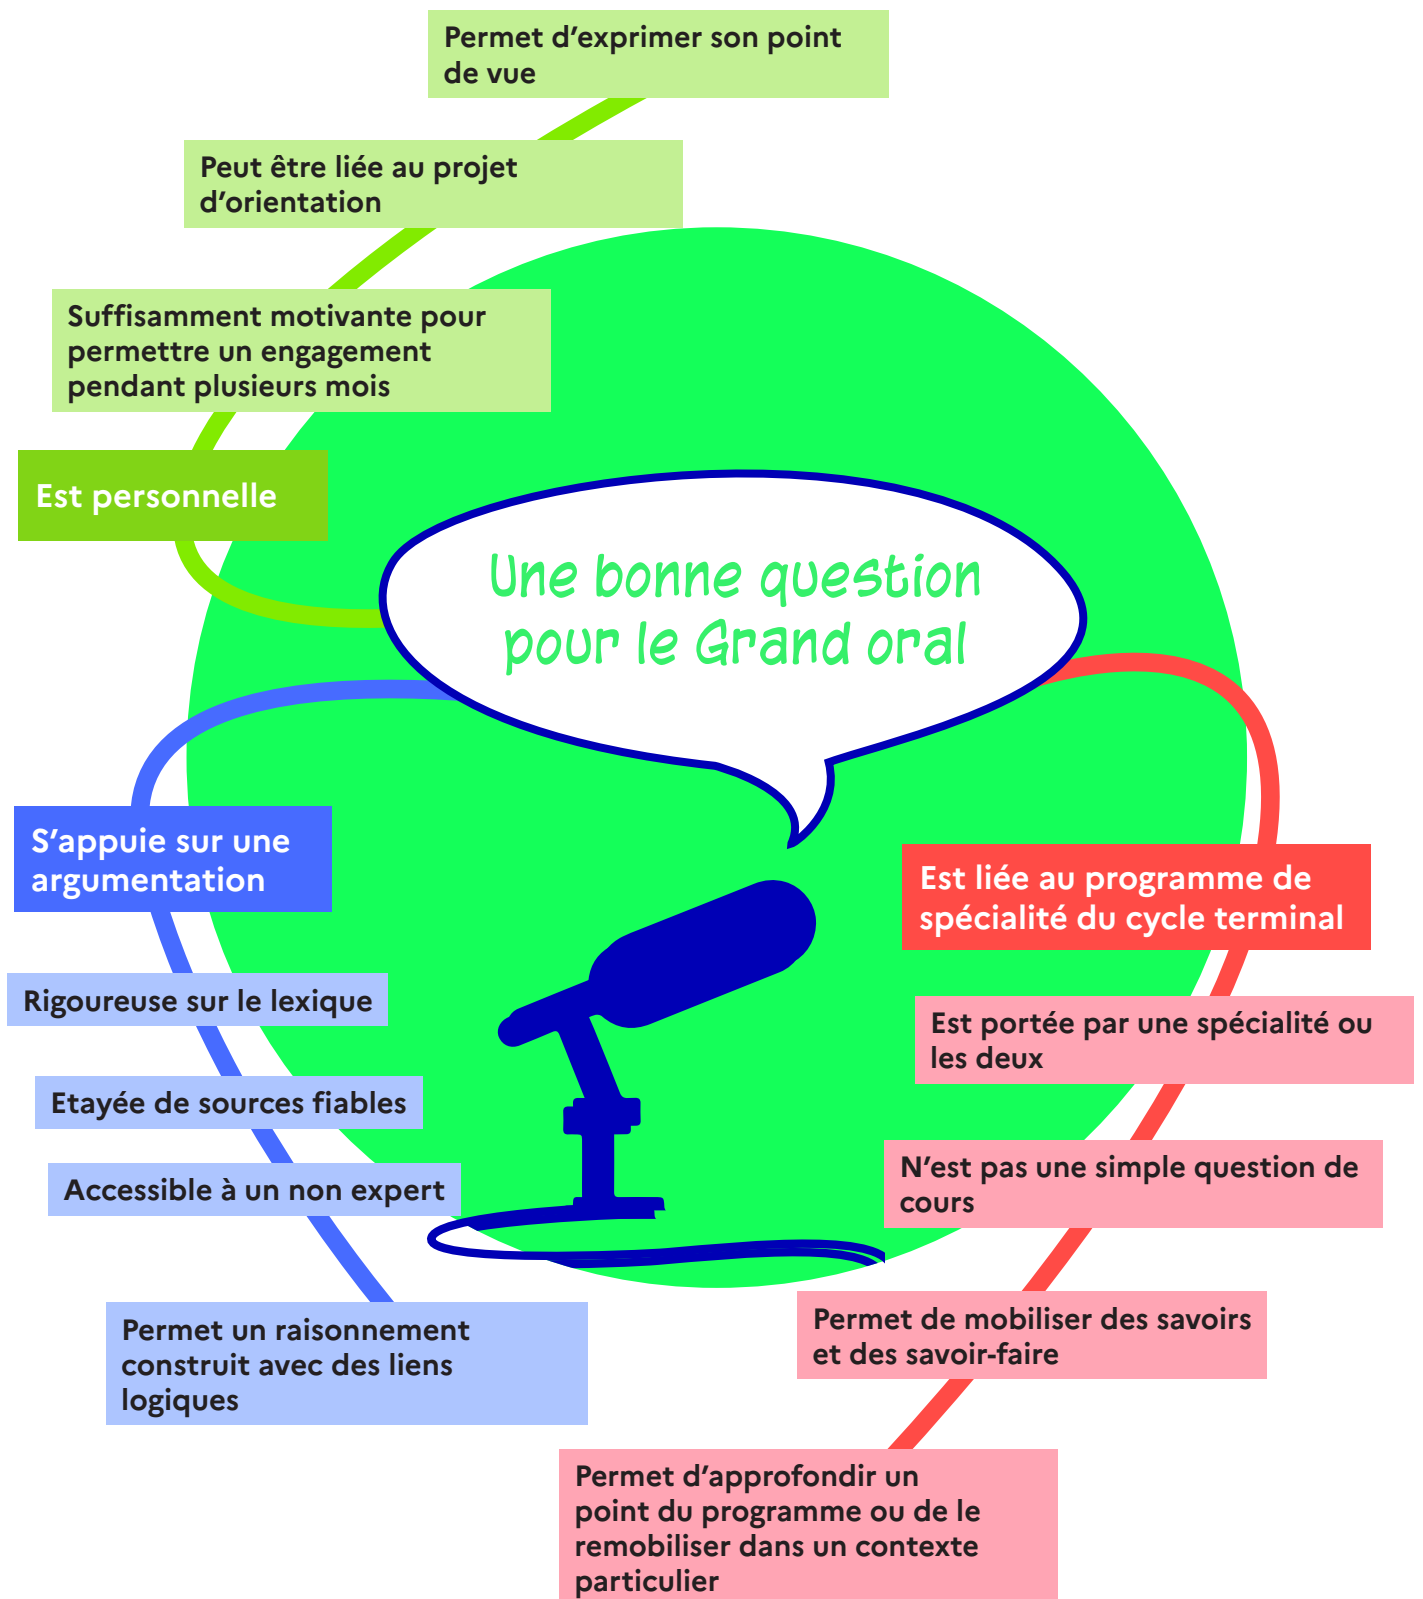 Permet d'exprimer son point
de vue
Peut être liée au projet
d'orientation
Suffisamment motivante pour
permettre un engagement
pendant plusieurs mois
Est personnelle
Une bonne question
pour le Grand oral
S'appuie sur une
argumentation
Rigoureuse sur le lexique
Etayée de sources fiables
Accessible à un non expert
Permet un raisonnement
construit avec des liens
logiques
Est liée au programme de
spécialité du cycle terminal
Est portée par une spécialité ou
les deux
N'est pas une simple question de
cours
Permet de mobiliser des savoirs
et des savoir-faire
Permet d'approfondir un
point du programme ou de le
remobiliser dans un contexte
particulier